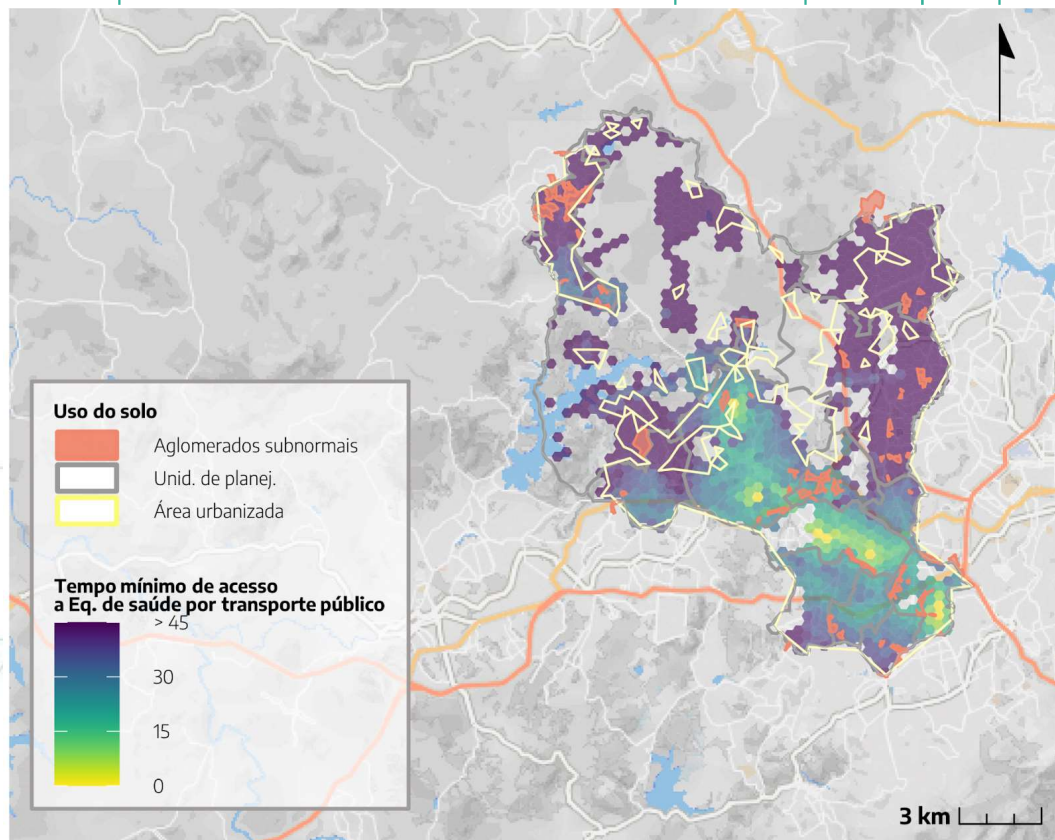 Uso do solo
Aglomerados subnormais
Unid. de planej.
Área urbanizada
Tempo mínimo de acesso
a Eq. de saúde por transporte público
> 45
30
15
0
3 km